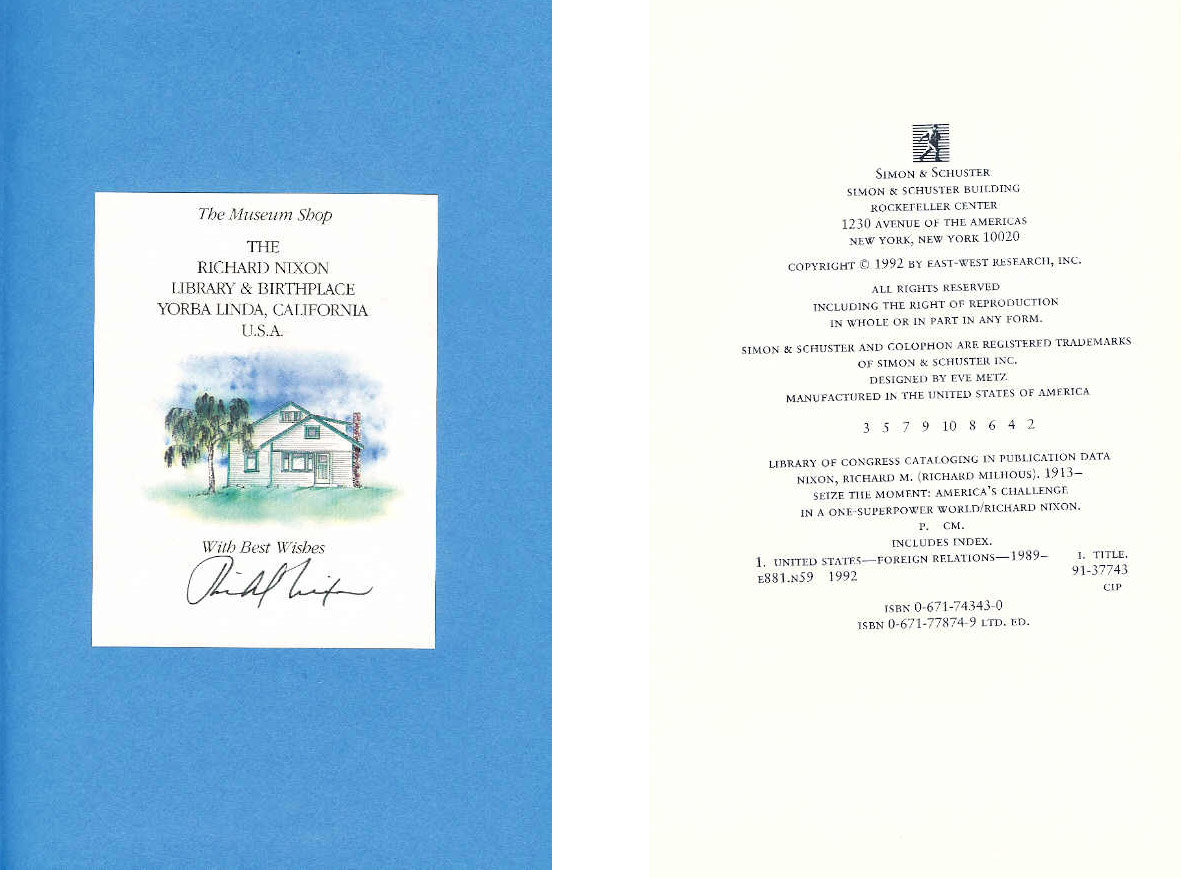 The Museum Shop
THE
RICHARD NIXON
LIBRARY & BIRTHPLACE
YORBA LINDA, CALIFORNIA
U.S.A.
With Best Wishes
Richard Nixon
SIMON & SCHUSTER
SIMON & SCHUSTER BUILDING
ROCKEFELLER CENTER
1230 AVENUE OF THE AMERICAS
NEW YORK, NEW YORK 10020
COPYRIGHT © 1992 BY EAST-WEST RESEARCH, INC.
ALL RIGHTS RESERVED
INCLUDING THE RIGHT OF REPRODUCTION
IN WHOLE OR IN PART IN ANY FORM.
SIMON & SCHUSTER AND COLOPHON ARE REGISTERED TRADEMARKS
OF SIMON & SCHUSTER INC.
DESIGNED BY EVE METZ
MANUFACTURED IN THE UNITED STATES OF AMERICA
3 5 7 9 10 8 6 4 2
LIBRARY OF CONGRESS CATALOGING IN PUBLICATION DATA
NIXON, RICHARD M. (RICHARD MILHOUS). 1913–
SEIZE THE MOMENT: AMERICA'S CHALLENGE
IN A ONE-SUPERPOWER WORLD/RICHARD NIXON.
P. CM.
INCLUDES INDEX.
1. UNITED STATES—FOREIGN RELATIONS—1989– I. TITLE.
E881.N59 1992 91-37743
CIP
ISBN 0-671-74343-0
ISBN 0-671-77874-9 LTD. ED.